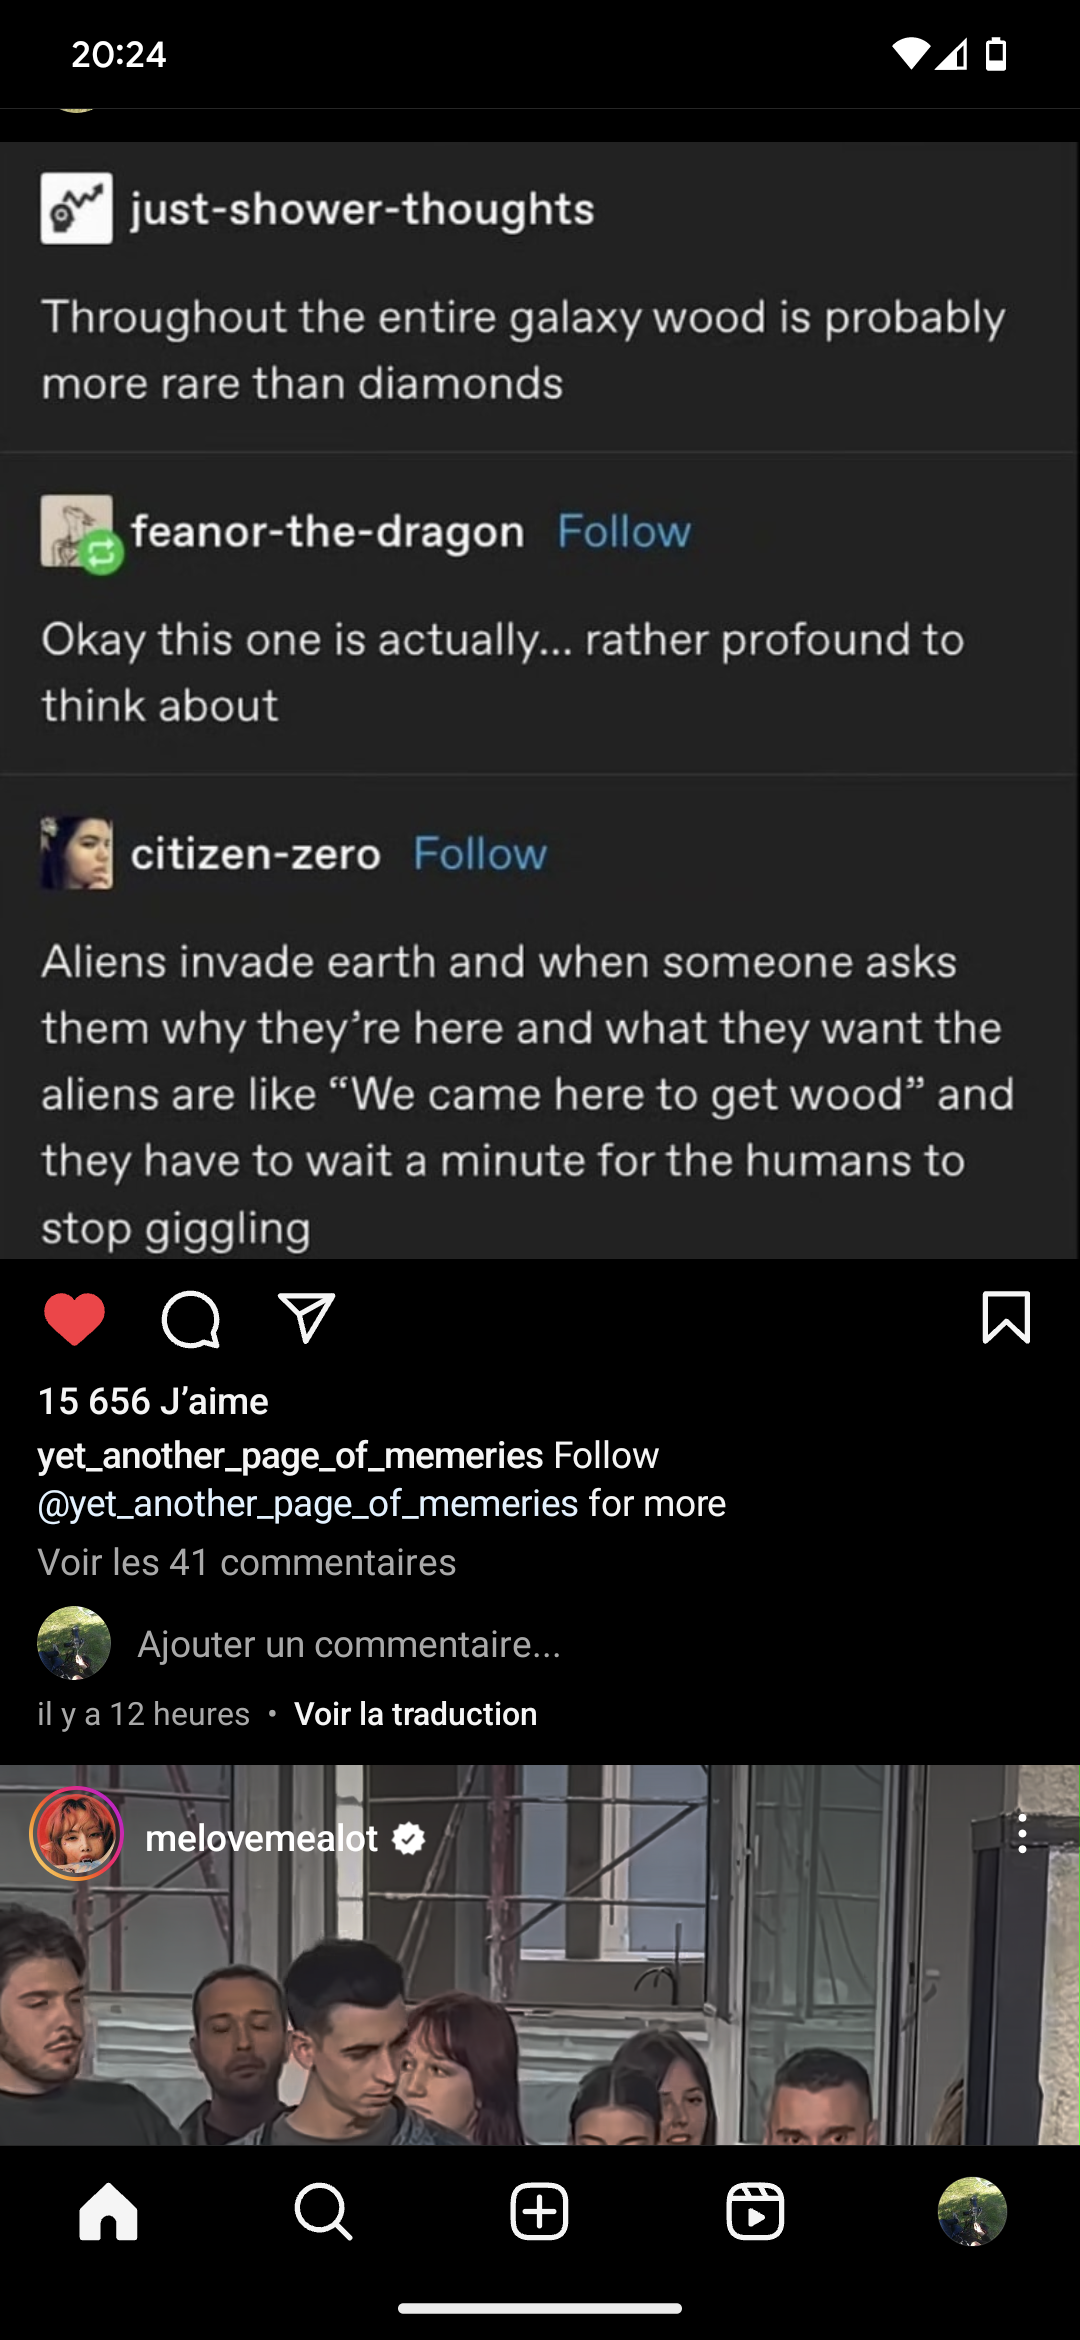 20:24
just-shower-thoughts
Throughout the entire galaxy wood is probably
more rare than diamonds
feanor-the-dragon Follow
Okay this one is actually... rather profound to
think about
citizen-zero Follow
Aliens invade earth and when someone asks
them why they’re here and what they want the
aliens are like “We came here to get wood” and
they have to wait a minute for the humans to
stop giggling
15 656 J’aime
yet_another_page_of_memeries Follow
@yet_another_page_of_memeries for more
Voir les 41 commentaires
Ajouter un commentaire...
il y a 12 heures • Voir la traduction
melovemealot